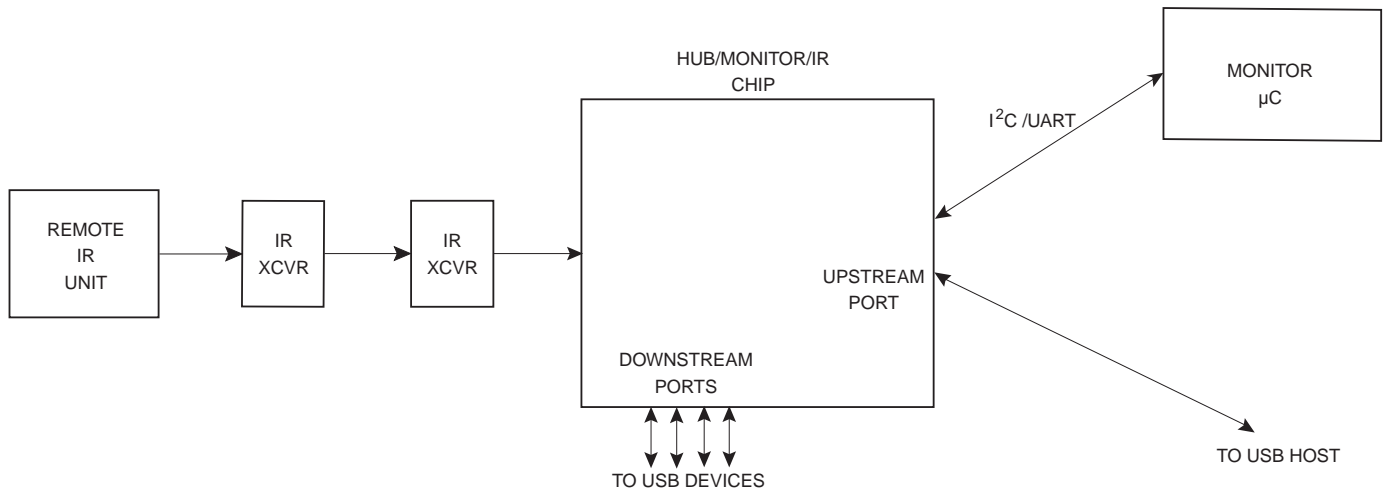 HUB/MONITOR/IR
CHIP
MONITOR
µC
I²C /UART
REMOTE
IR
UNIT
IR
XCVR
IR
XCVR
UPSTREAM
PORT
DOWNSTREAM
PORTS
TO USB DEVICES
TO USB HOST